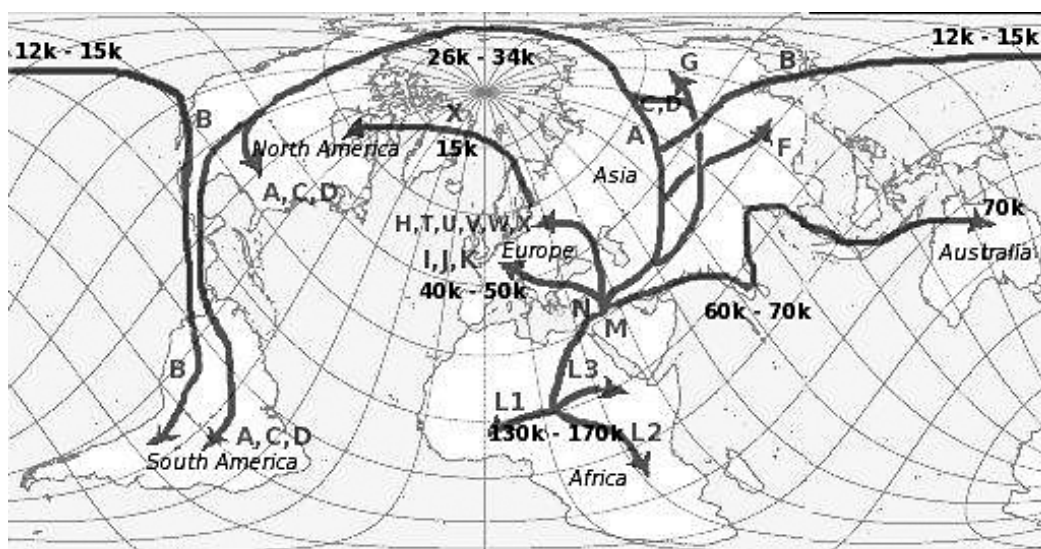 12k - 15k
26k - 34k
12k - 15k
G
B
C,D
B
X
A
North America
15k
F
Asia
A,C,D
H,T,U,V,W,X
70k
Europe
Australia
I,J,K
40k - 50k
N
M
60k - 70k
B
L3
L1
A,C,D
130k - 170k
L2
South America
Africa